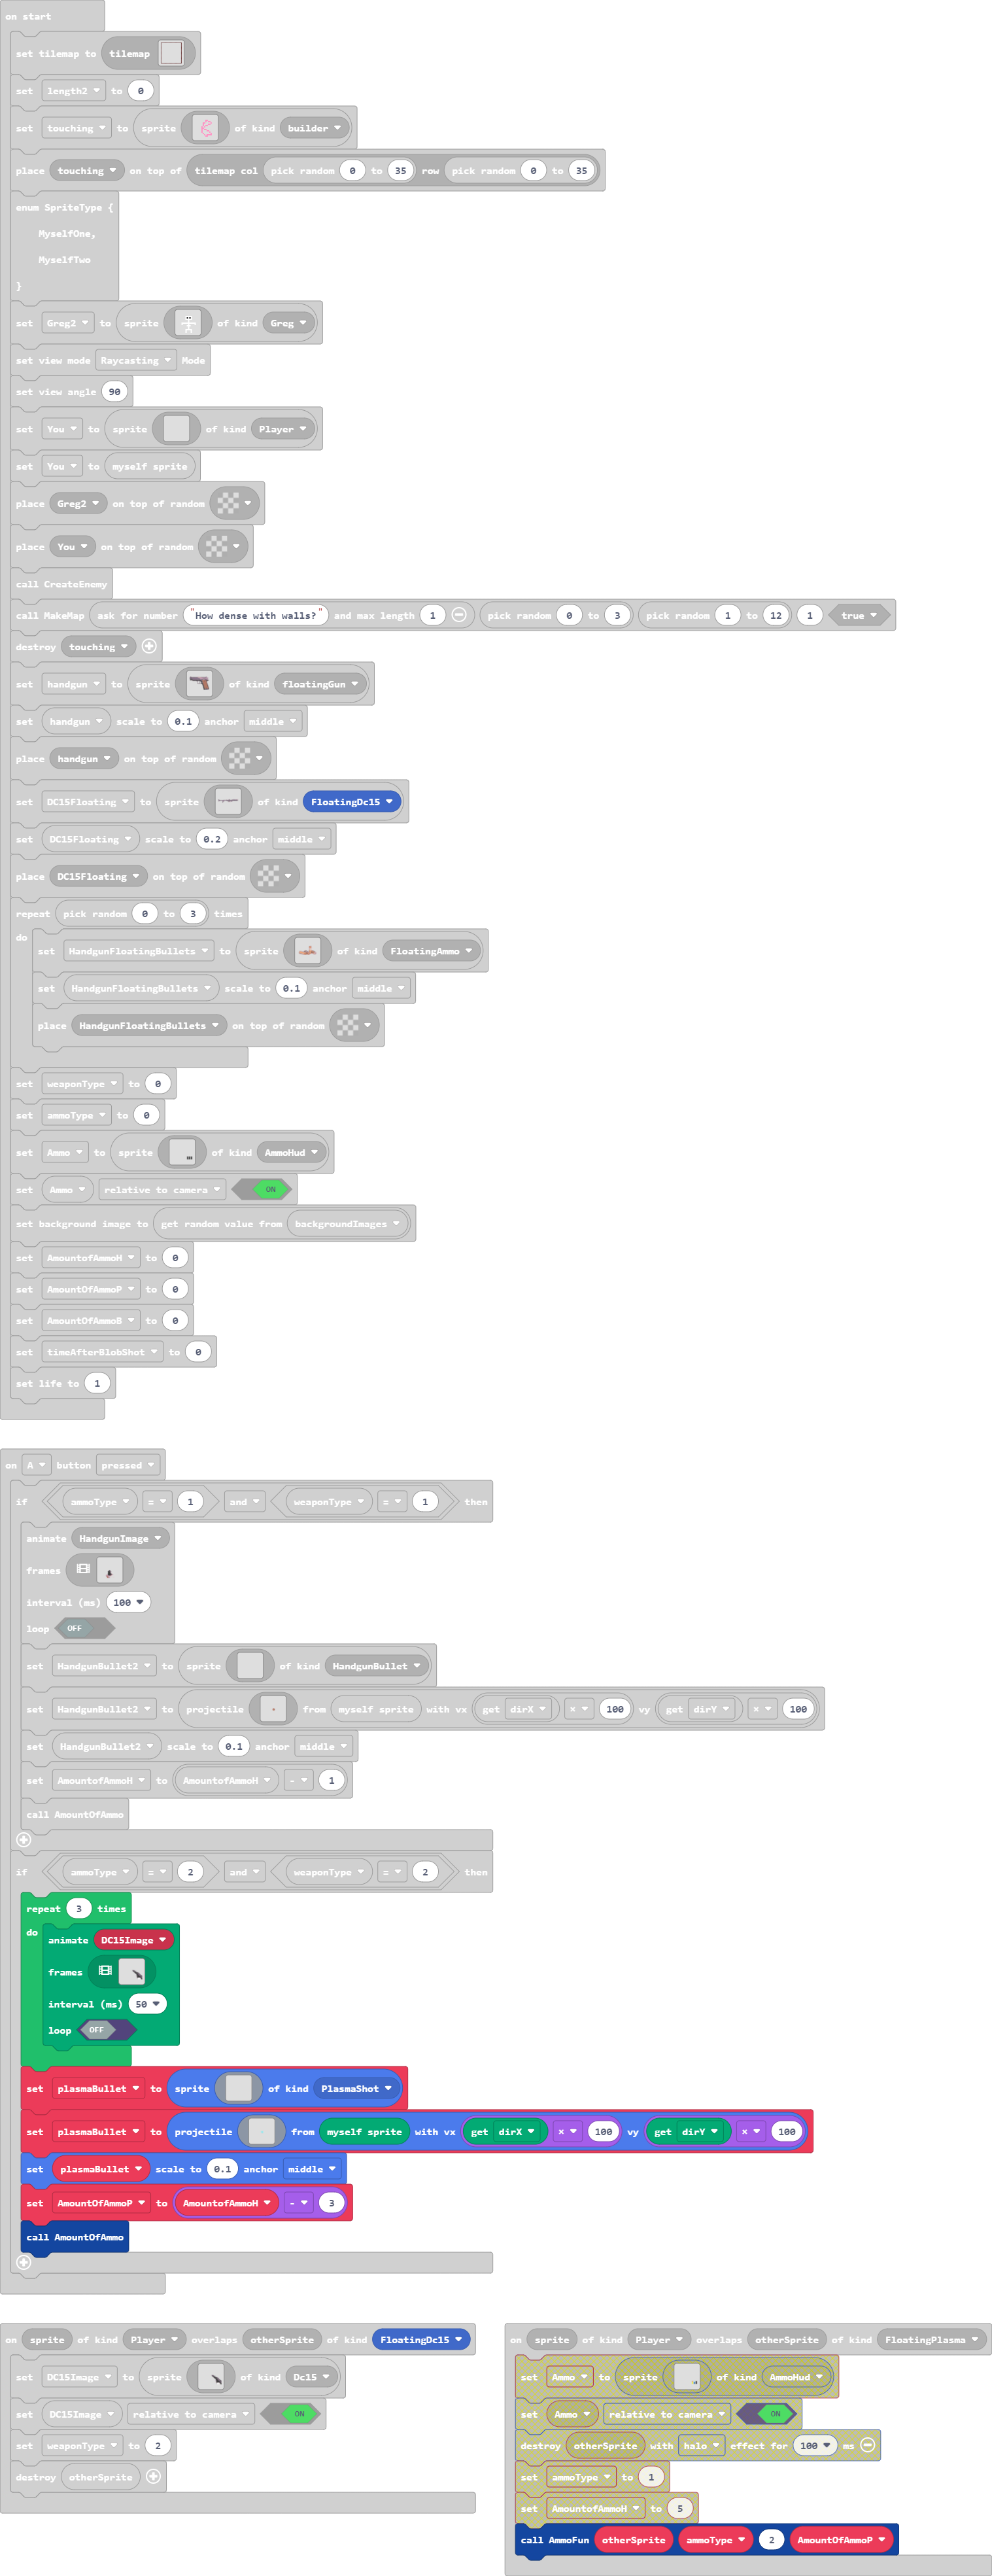 on start
set tilemap to tilemap
set length2 to 0
set touching to sprite of kind builder
place touching on top of tilemap col pick random 0 to 35 row pick random 0 to 35
enum SpriteType {
MyselfOne,
MyselfTwo
}
set Greg2 to sprite of kind Greg
set view mode Raycasting Mode
set view angle 90
set You to sprite of kind Player
set You to myself sprite
place Greg2 on top of random
place You on top of random
call CreateEnemy
call MakeMap ask for number "How dense with walls?" and max length 1 pick random 0 to 3 pick random 1 to 12 1 true
destroy touching
set handgun to sprite of kind floatingGun
set handgun scale to 0.1 anchor middle
place handgun on top of random
set DC15Floating to sprite of kind FloatingDc15
set DC15Floating scale to 0.2 anchor middle
place DC15Floating on top of random
repeat pick random 0 to 3 times
do
set HandgunFloatingBullets to sprite of kind FloatingAmmo
set HandgunFloatingBullets scale to 0.1 anchor middle
place HandgunFloatingBullets on top of random
set weaponType to 0
set ammoType to 0
set Ammo to sprite of kind AmmoHud
set Ammo relative to camera ON
set background image to get random value from backgroundImages
set AmountofAmmoH to 0
set AmountOfAmmoP to 0
set AmountOfAmmoB to 0
set timeAfterBlobShot to 0
set life to 1
on A button pressed
if ammoType = 1 and weaponType = 1 then
animate HandgunImage
frames
interval (ms) 100
loop OFF
set HandgunBullet2 to sprite of kind HandgunBullet
set HandgunBullet2 to projectile from myself sprite with vx get dirX × 100 vy get dirY × 100
set HandgunBullet2 scale to 0.1 anchor middle
set AmountofAmmoH to AmountofAmmoH - 1
call AmountOfAmmo
if ammoType = 2 and weaponType = 2 then
repeat 3 times
do
animate DC15Image
frames
interval (ms) 50
loop OFF
set plasmaBullet to sprite of kind PlasmaShot
set plasmaBullet to projectile from myself sprite with vx get dirX × 100 vy get dirY × 100
set plasmaBullet scale to 0.1 anchor middle
set AmountOfAmmoP to AmountofAmmoH - 3
call AmountOfAmmo
on sprite of kind Player overlaps otherSprite of kind FloatingDc15
set DC15Image to sprite of kind Dc15
set DC15Image relative to camera ON
set weaponType to 2
destroy otherSprite
on sprite of kind Player overlaps otherSprite of kind FloatingPlasma
set Ammo to sprite of kind AmmoHud
set Ammo relative to camera ON
destroy otherSprite with halo effect for 100 ms
set ammoType to 1
set AmountofAmmoH to 5
call AmmoFun otherSprite ammoType 2 AmountOfAmmoP